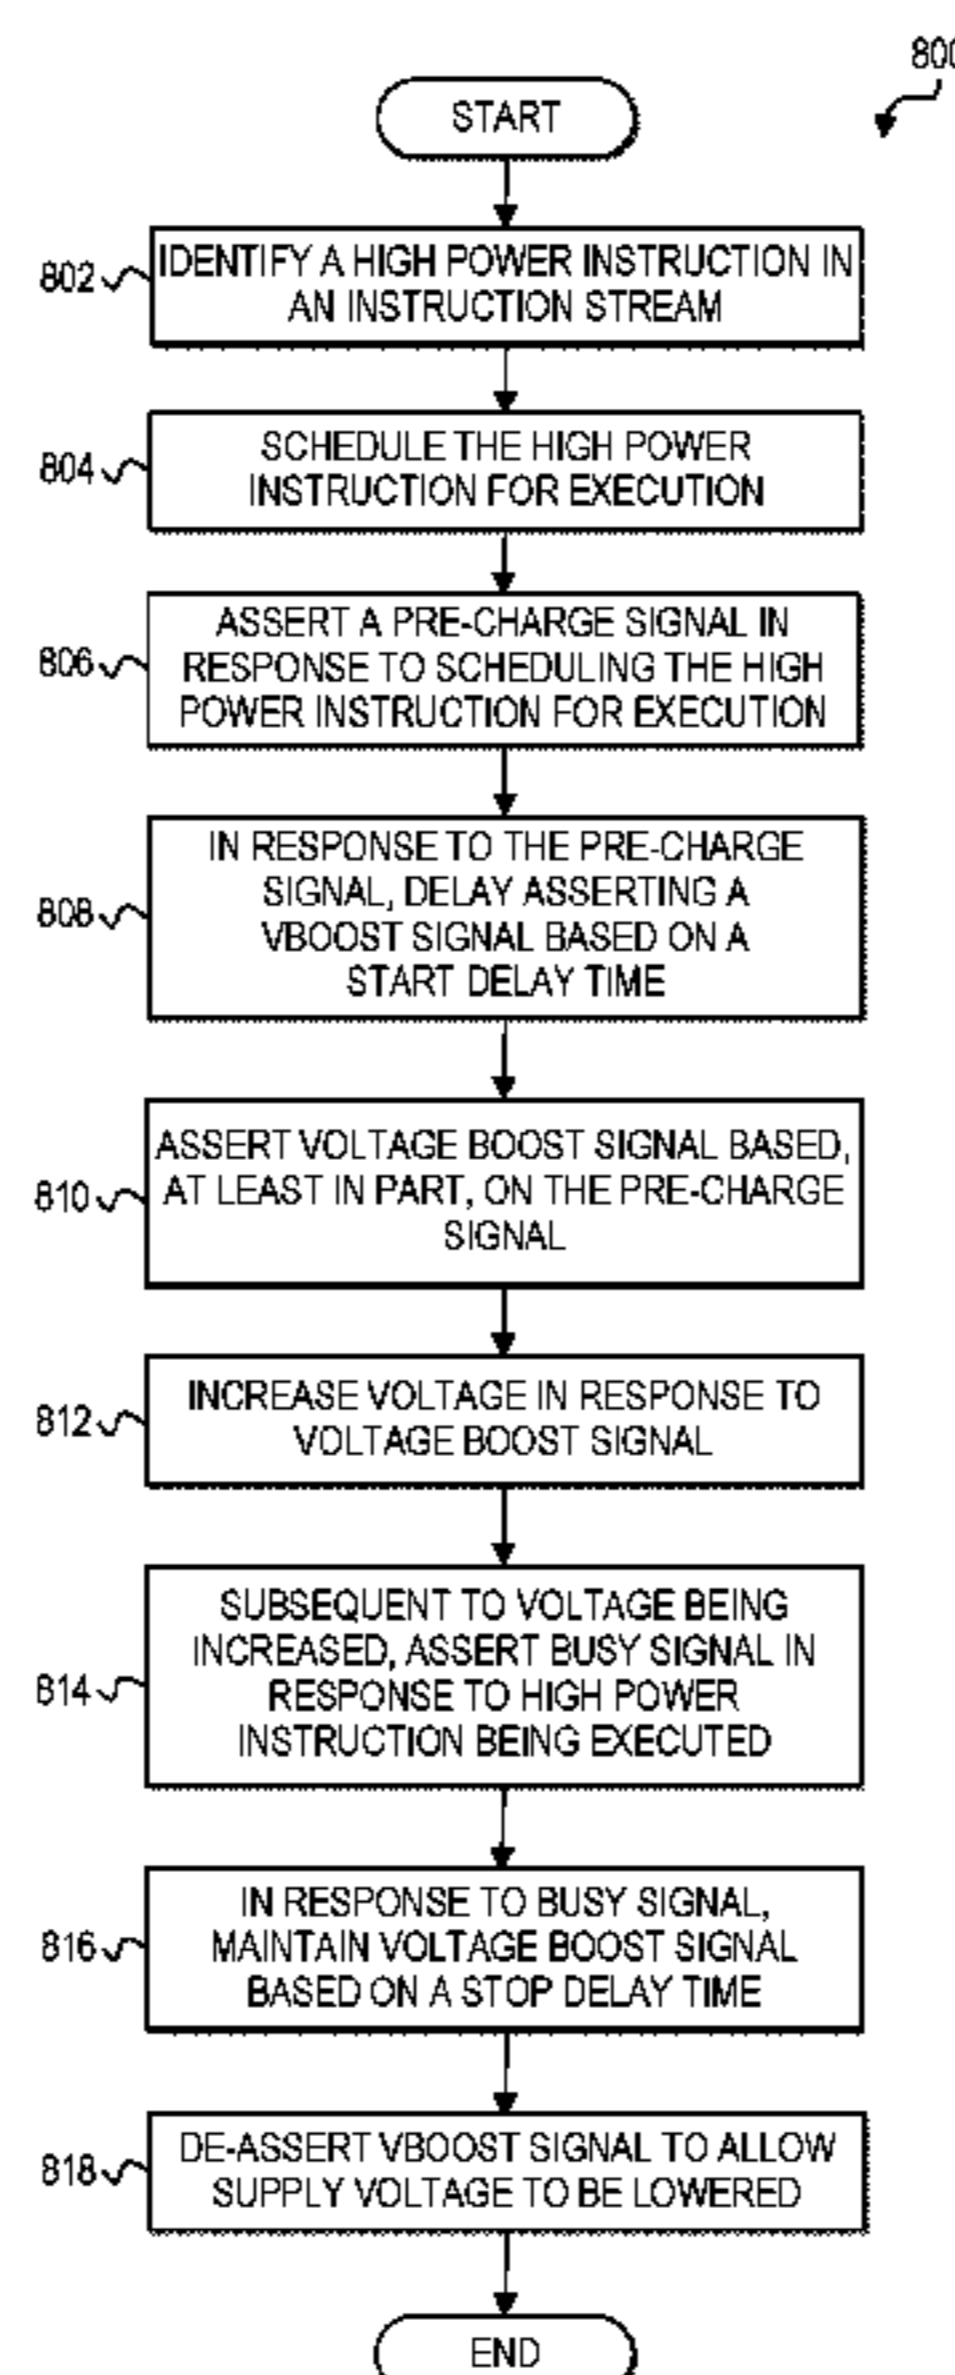 800
START
802
IDENTIFY A HIGH POWER INSTRUCTION IN
AN INSTRUCTION STREAM
804
SCHEDULE THE HIGH POWER
INSTRUCTION FOR EXECUTION
806
ASSERT A PRE-CHARGE SIGNAL IN
RESPONSE TO SCHEDULING THE HIGH
POWER INSTRUCTION FOR EXECUTION
808
IN RESPONSE TO THE PRE-CHARGE
SIGNAL, DELAY ASSERTING A
VBOOST SIGNAL BASED ON A
START DELAY TIME
810
ASSERT VOLTAGE BOOST SIGNAL BASED,
AT LEAST IN PART, ON THE PRE-CHARGE
SIGNAL
812
INCREASE VOLTAGE IN RESPONSE TO
VOLTAGE BOOST SIGNAL
814
SUBSEQUENT TO VOLTAGE BEING
INCREASED, ASSERT BUSY SIGNAL IN
RESPONSE TO HIGH POWER
INSTRUCTION BEING EXECUTED
816
IN RESPONSE TO BUSY SIGNAL,
MAINTAIN VOLTAGE BOOST SIGNAL
BASED ON A STOP DELAY TIME
818
DE-ASSERT VBOOST SIGNAL TO ALLOW
SUPPLY VOLTAGE TO BE LOWERED
END